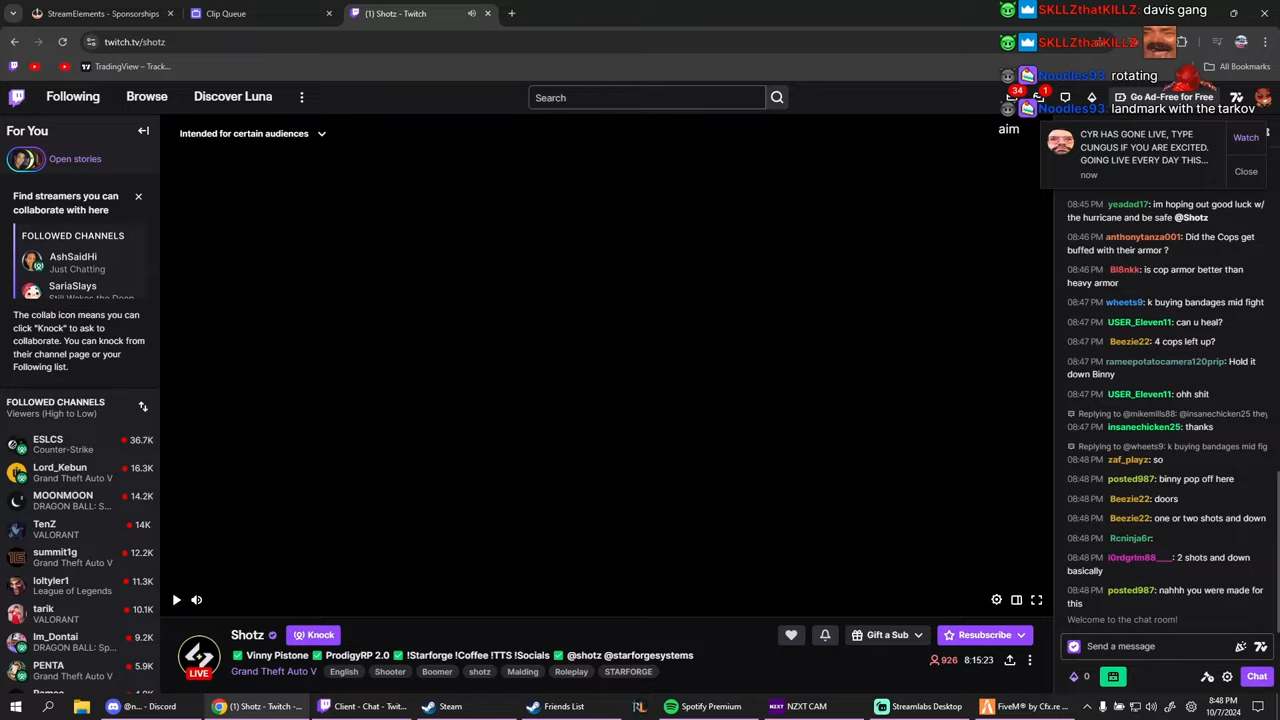 StreamElements - Sponsorships
Clip Queue
(1) Shotz - Twitch
SKLLZthatKILLZ: davis gang
twitch.tv/shotz
SKLLZthatKILLZ:
TradingView – Track...
Noodles93: rotating
All Bookmarks
Following
Browse
Discover Luna
Search
34
1
Go Ad-Free for Free
Noodles93: landmark with the tarkov
aim
For You
Open stories
Intended for certain audiences
CYR HAS GONE LIVE, TYPE
CUNGUS IF YOU ARE EXCITED.
GOING LIVE EVERY DAY THIS...
now
Watch
Close
Find streamers you can
collaborate with here
FOLLOWED CHANNELS
AshSaidHi
Just Chatting
SariaSlays
Still Wakes the Deep
The collab icon means you can
click "Knock" to ask to
collaborate. You can knock from
their channel page or your
Following list.
FOLLOWED CHANNELS
Viewers (High to Low)
ESLCS
36.7K
Counter-Strike
Lord_Kebun
16.3K
Grand Theft Auto V
MOONMOON
14.2K
DRAGON BALL: S...
TenZ
14K
VALORANT
summit1g
12.2K
Grand Theft Auto V
loltyler1
11.3K
League of Legends
tarik
10.1K
VALORANT
Im_Dontai
9.2K
DRAGON BALL: Sp...
PENTA
5.9K
Grand Theft Auto V
Ramee
08:45 PM yeadad17: im hoping out good luck w/
the hurricane and be safe @Shotz
08:46 PM anthonytanza001: Did the Cops get
buffed with their armor ?
08:46 PM Bl8nkk: is cop armor better than
heavy armor
08:47 PM wheets9: k buying bandages mid fight
08:47 PM USER_Eleven11: can u heal?
08:47 PM Beezie22: 4 cops left up?
08:47 PM rameepotatocamera120prip: Hold it
down Binny
08:47 PM USER_Eleven11: ohh shit
Replying to @mikemills88: @insanechicken25 they
08:47 PM insanechicken25: thanks
Replying to @wheets9: k buying bandages mid fig
08:48 PM zaf_playz: so
08:48 PM posted987: binny pop off here
08:48 PM Beezie22: doors
08:48 PM Beezie22: one or two shots and down
08:48 PM Rcninja6r:
08:48 PM l0rdgrlm88____: 2 shots and down
basically
08:48 PM posted987: nahhh you were made for
this
Welcome to the chat room!
Send a message
0
Chat
Shotz
Knock
Gift a Sub
Resubscribe
LIVE
Vinny Pistone ProdigyRP 2.0 !Starforge !Coffee !TTS !Socials @shotz @starforgesystems
Grand Theft Auto V
English
Shooter
Boomer
shotz
Malding
Roleplay
STARFORGE
926
8:15:23
@n... - Discord
(1) Shotz - Twitch -...
Client - Chat - Twit...
Steam
Friends List
Spotify Premium
NZXT CAM
Streamlabs Desktop
FiveM® by Cfx.re ...
8:48 PM
10/7/2024